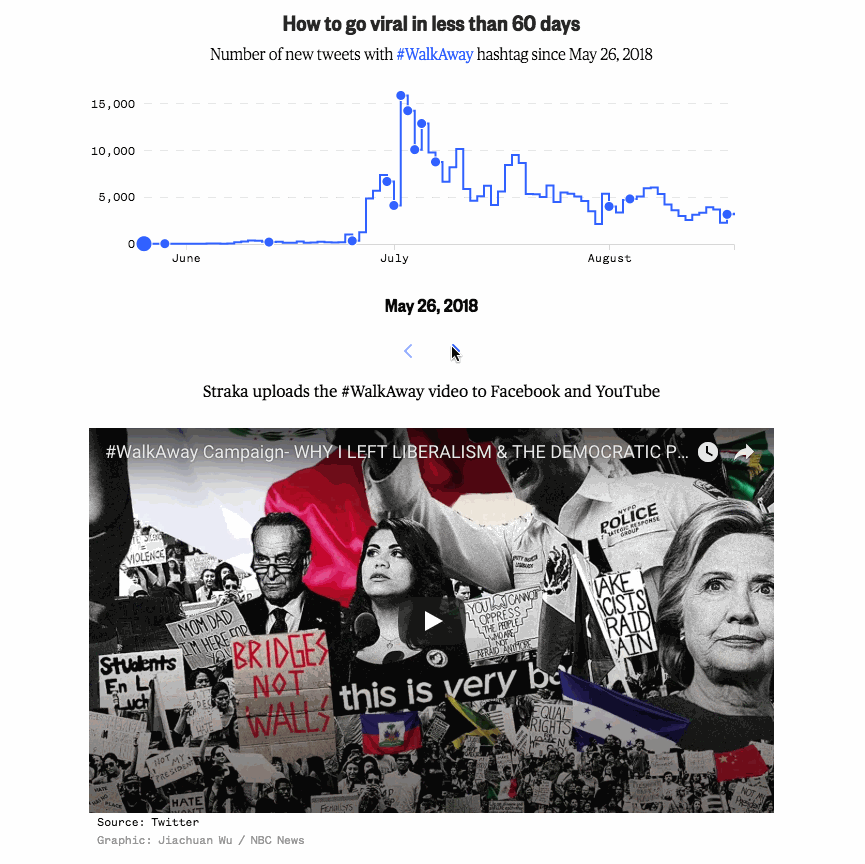 How to go viral in less than 60 days
Number of new tweets with #WalkAway hashtag since May 26, 2018
15,000
10,000
5,000
0
June July August
May 26, 2018
Straka uploads the #WalkAway video to Facebook and YouTube
#WalkAway Campaign- WHY I LEFT LIBERALISM & THE DEMOCRATIC P...
NYPD
POLICE
STRATEGIC RESPONSE
GROUP
VIOLENCE
MOM DAD
I'M HERE FOR
YOU CANNOT
OPPRESS
THE PEOPLE
WHO ARE
NOT
AFRAID ANYMORE
MAKE
RAID
AIN
BRIDGES
NOT
WALLS
Students
En L
Luch
this is very b
EQUAL
RIGHTS
NOT MY
PRESIDENT
HATE
Source: Twitter
Graphic: Jiachuan Wu / NBC News